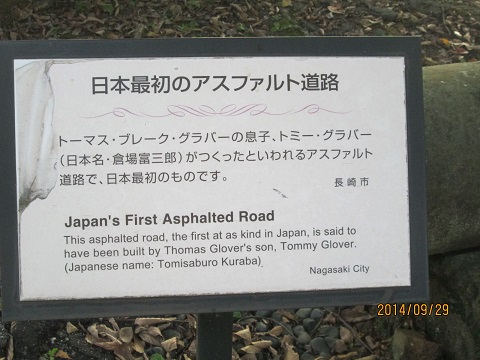 日本最初のアスファルト道路
トーマス・ブレーク・グラバーの息子、トミー・グラバー
(日本名・倉場富三郎)がつくったといわれるアスファルト
道路で、日本最初のものです。
長崎市
Japan's First Asphalted Road
This asphalted road, the first at as kind in Japan, is said to
have been built by Thomas Glover's son, Tommy Glover.
(Japanese name: Tomisaburo Kuraba)
Nagasaki City
2014/09/29